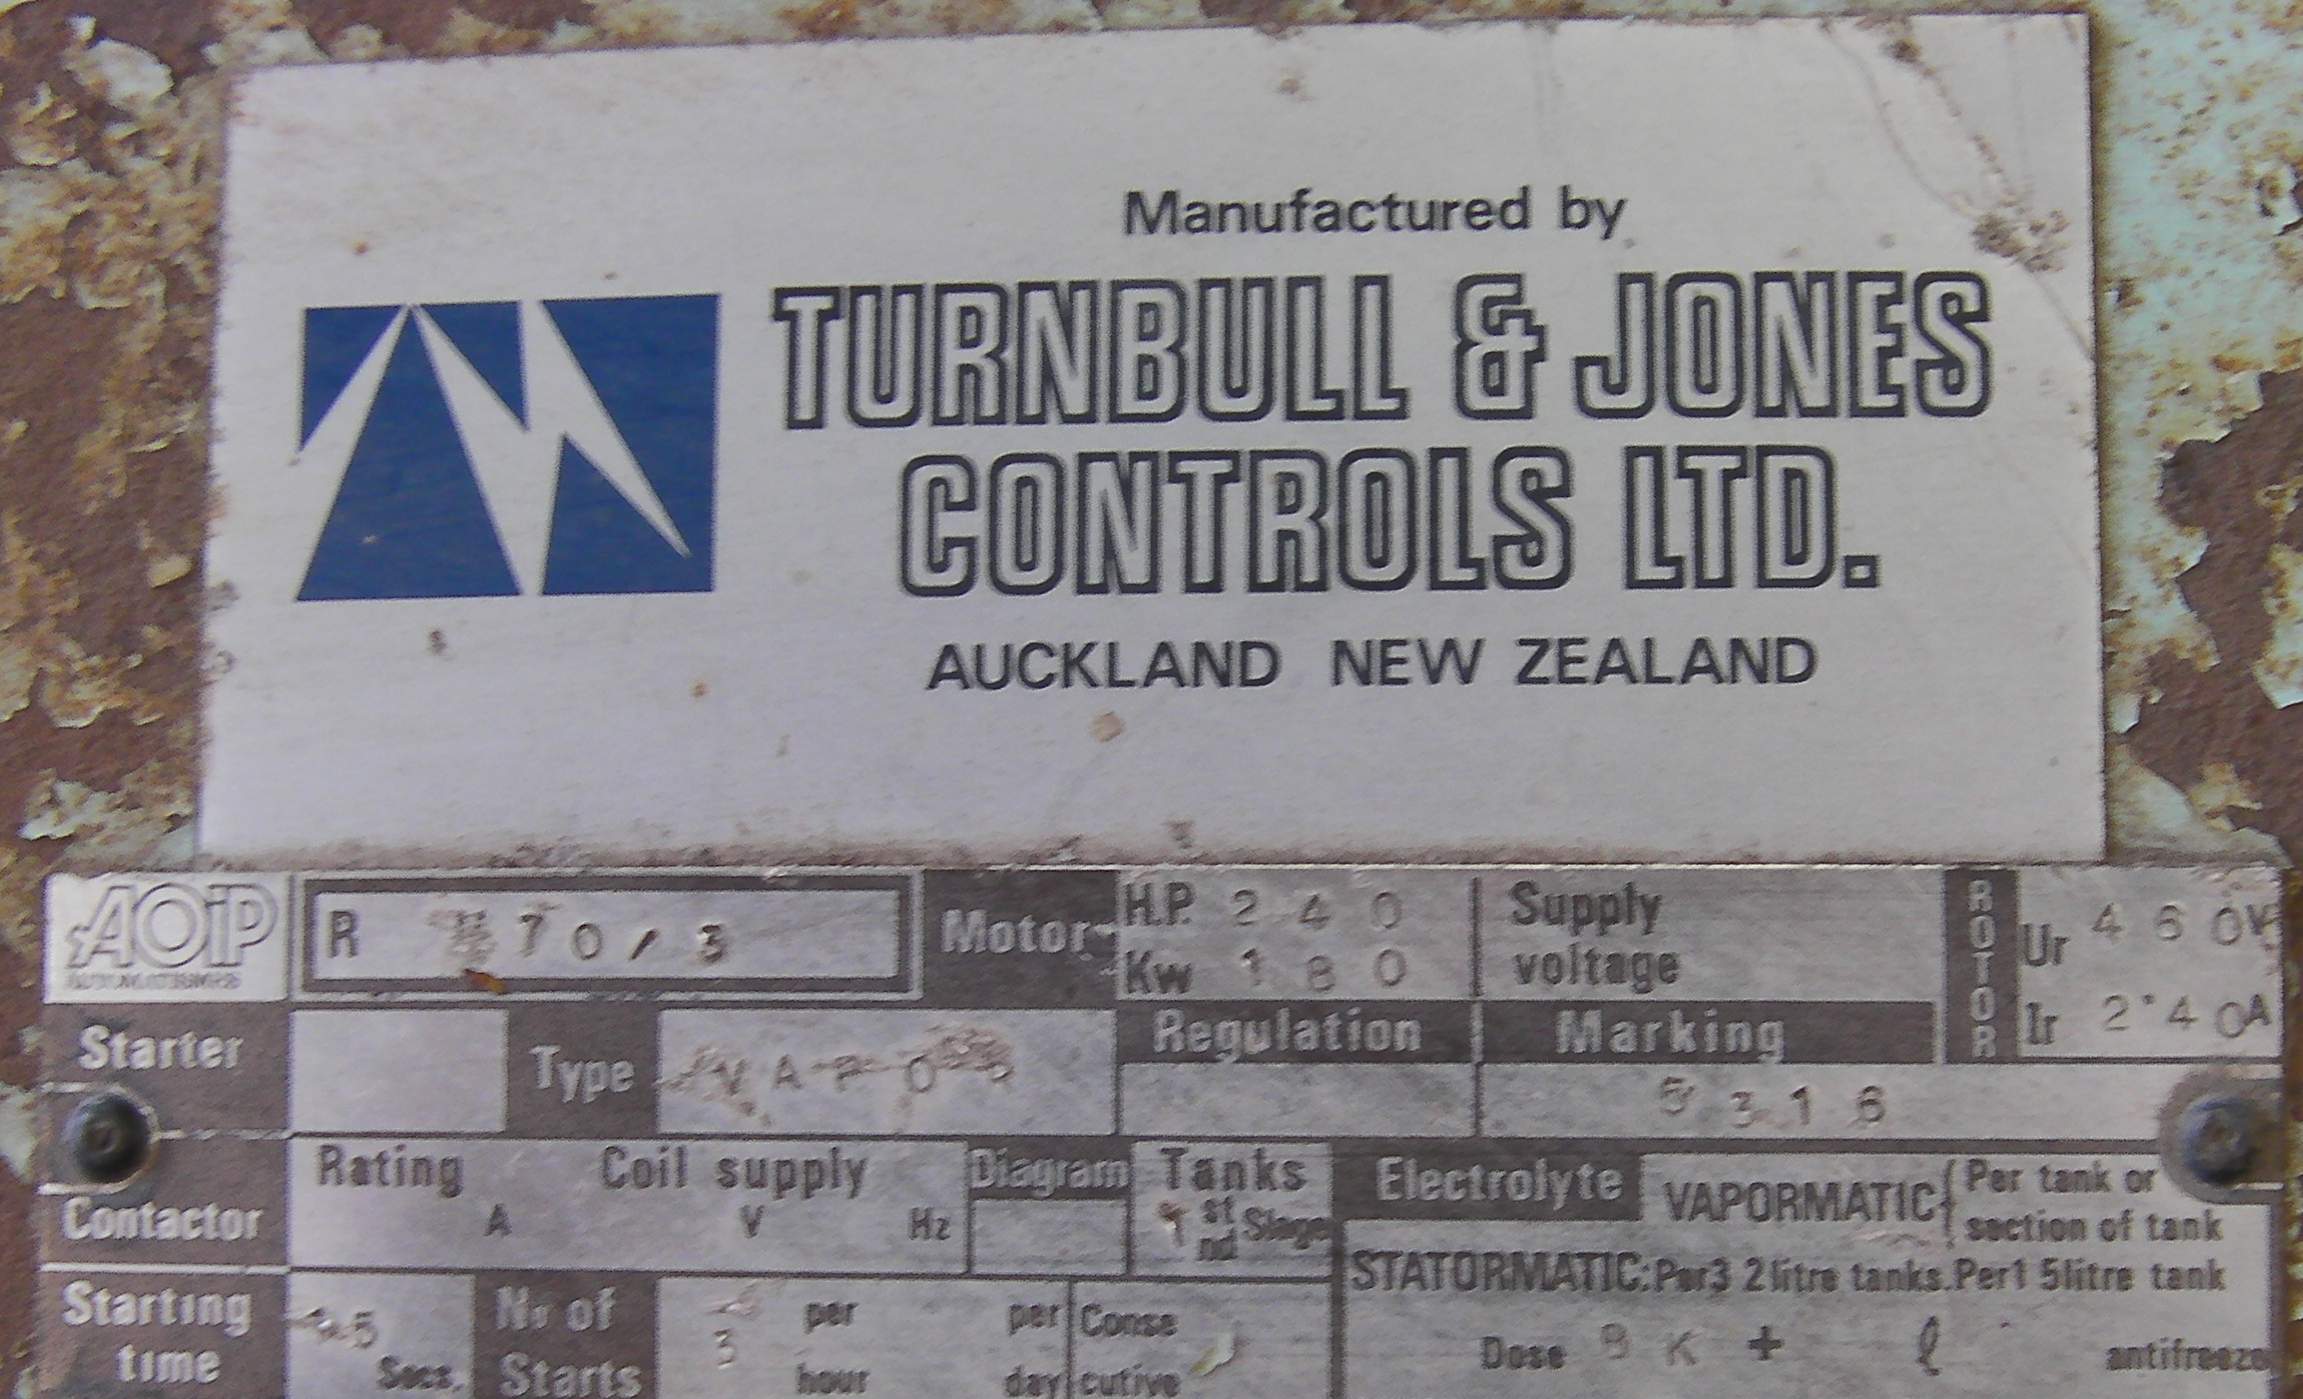 Manufactured by
TURNBULL & JONES
CONTROLS LTD.
AUCKLAND NEW ZEALAND
AOiP
R 70/3
Motor
H.P. 240
Kw 180
Supply
voltage
ROTOR
Ur 460V
Ir 240A
Starter
Type
Regulation
Marking
5316
Contactor
Rating
A
Coil supply
V
Hz
Diagram
Tanks
st
nd
Stage
Electrolyte
VAPORMATIC
Per tank or
section of tank
STATORMATIC: Per 3 2 litre tanks. Per 1 5 litre tank
Dose K + l antifreeze
Starting
time
Secs.
Nr of
Starts
3
per
hour
per
day
Conse
cutive